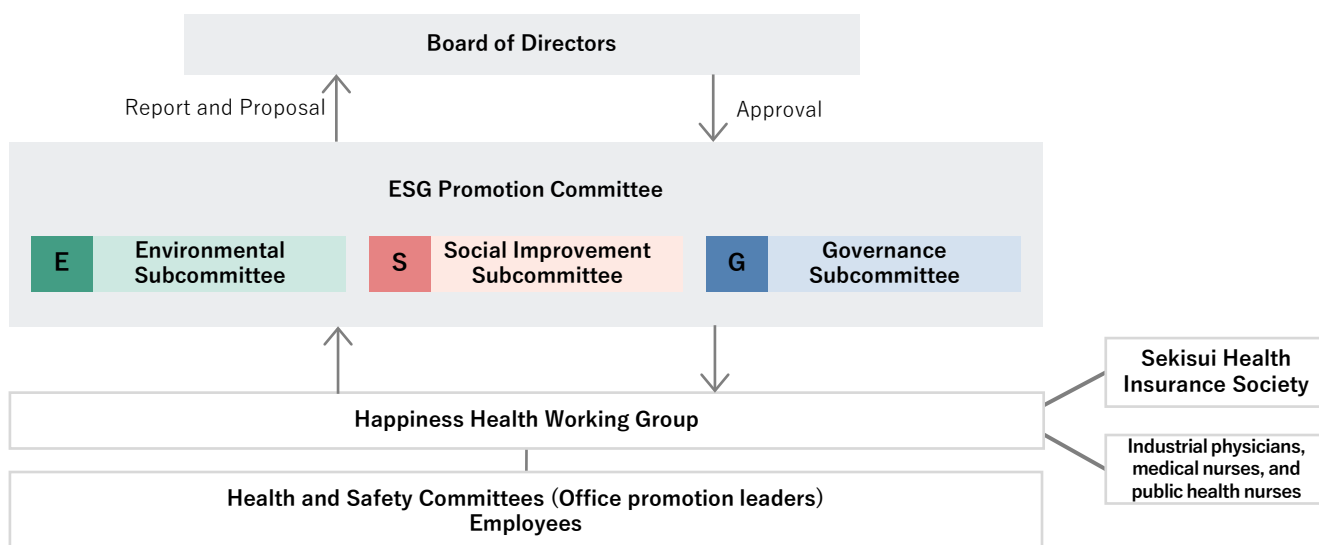 Board of Directors
Report and Proposal
Approval
ESG Promotion Committee
E
Environmental
Subcommittee
S
Social Improvement
Subcommittee
G
Governance
Subcommittee
Sekisui Health
Insurance Society
Happiness Health Working Group
Industrial physicians,
medical nurses, and
public health nurses
Health and Safety Committees (Office promotion leaders)
Employees